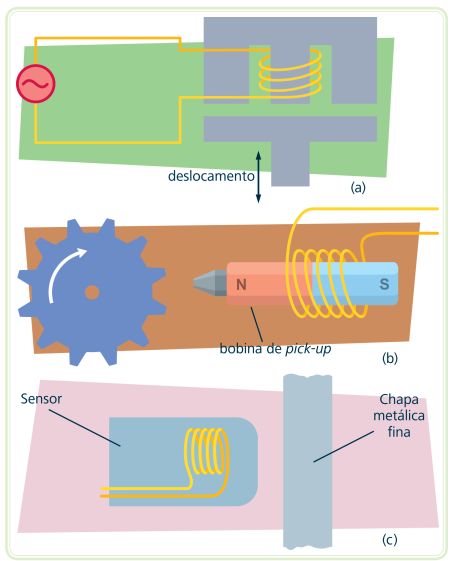 deslocamento
(a)
N
S
bobina de pick-up
(b)
Sensor
Chapa
metálica
fina
(c)